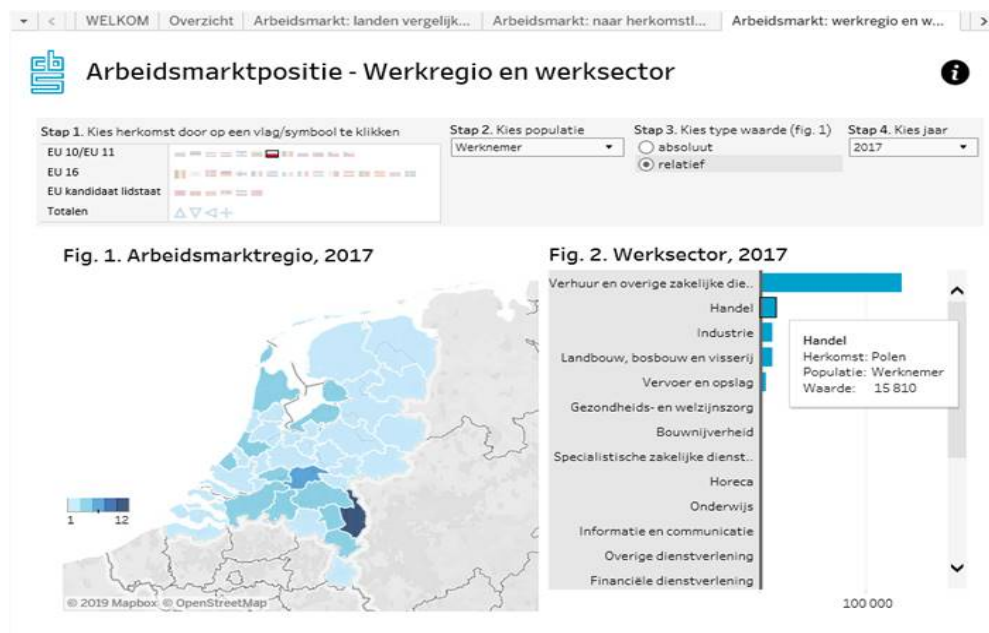 WELKOM
Overzicht
Arbeidsmarkt: landen vergelijk...
Arbeidsmarkt: naar herkomstl...
Arbeidsmarkt: werkregio en w...
cbs
Arbeidsmarktpositie - Werkregio en werksector
i
Stap 1. Kies herkomst door op een vlag/symbool te klikken
EU 10/EU 11
EU 16
EU kandidaat lidstaat
Totalen
Stap 2. Kies populatie
Werknemer
Stap 3. Kies type waarde (fig. 1)
absoluut
relatief
Stap 4. Kies jaar
2017
Fig. 1. Arbeidsmarktregio, 2017
1 12
© 2019 Mapbox © OpenStreetMap
Fig. 2. Werksector, 2017
Verhuur en overige zakelijke die..
Handel
Industrie
Landbouw, bosbouw en visserij
Vervoer en opslag
Gezondheids- en welzijnszorg
Bouwnijverheid
Specialistische zakelijke dienst..
Horeca
Onderwijs
Informatie en communicatie
Overige dienstverlening
Financiële dienstverlening
Handel
Herkomst: Polen
Populatie: Werknemer
Waarde: 15 810
100 000